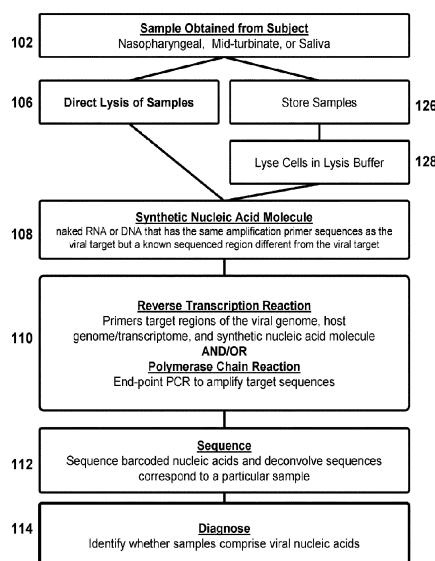 102
Sample Obtained from Subject
Nasopharyngeal, Mid-turbinate, or Saliva
106
Direct Lysis of Samples
Store Samples
126
Lyse Cells in Lysis Buffer
128
108
Synthetic Nucleic Acid Molecule
naked RNA or DNA that has the same amplification primer sequences as the
viral target but a known sequenced region different from the viral target
110
Reverse Transcription Reaction
Primers target regions of the viral genome, host
genome/transcriptome, and synthetic nucleic acid molecule
AND/OR
Polymerase Chain Reaction
End-point PCR to amplify target sequences
112
Sequence
Sequence barcoded nucleic acids and deconvolve sequences
correspond to a particular sample
114
Diagnose
Identify whether samples comprise viral nucleic acids